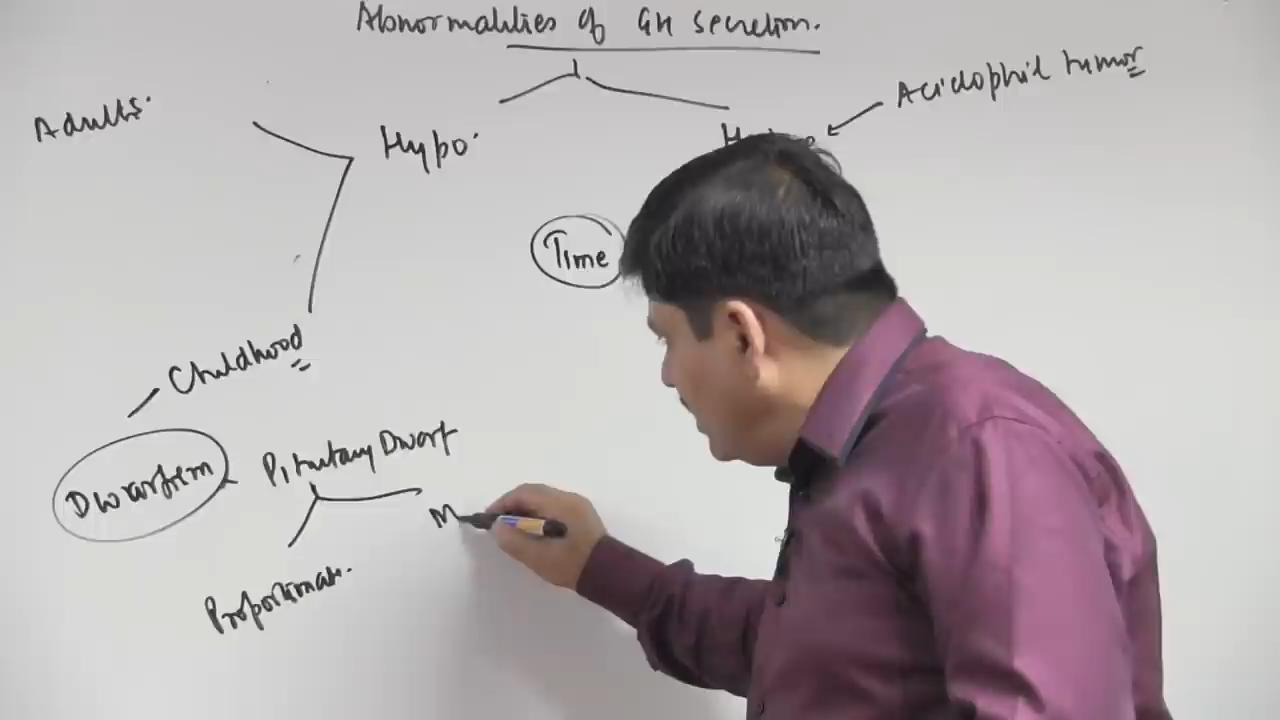 Abnormalities of GH secretion.
Acidophil tumor
Adults.
Hypo.
Time
Childhood
Dwarfism
Pituitary Dwarf
M
Proportionate.